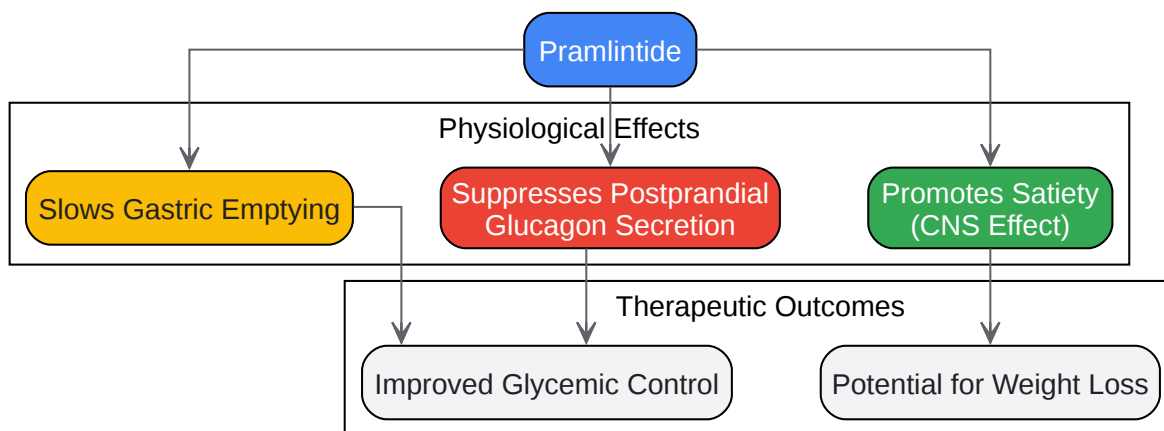 Pramlintide
Physiological Effects
Slows Gastric Emptying
Suppresses Postprandial
Glucagon Secretion
Promotes Satiety
(CNS Effect)
Therapeutic Outcomes
Improved Glycemic Control
Potential for Weight Loss